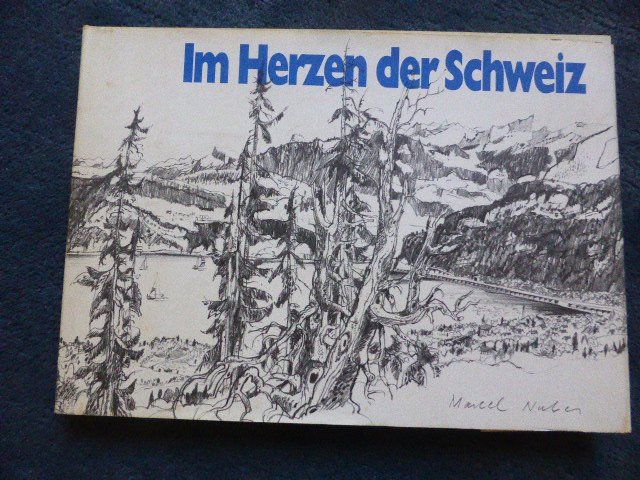 Im Herzen der Schweiz
Marcel Nuber